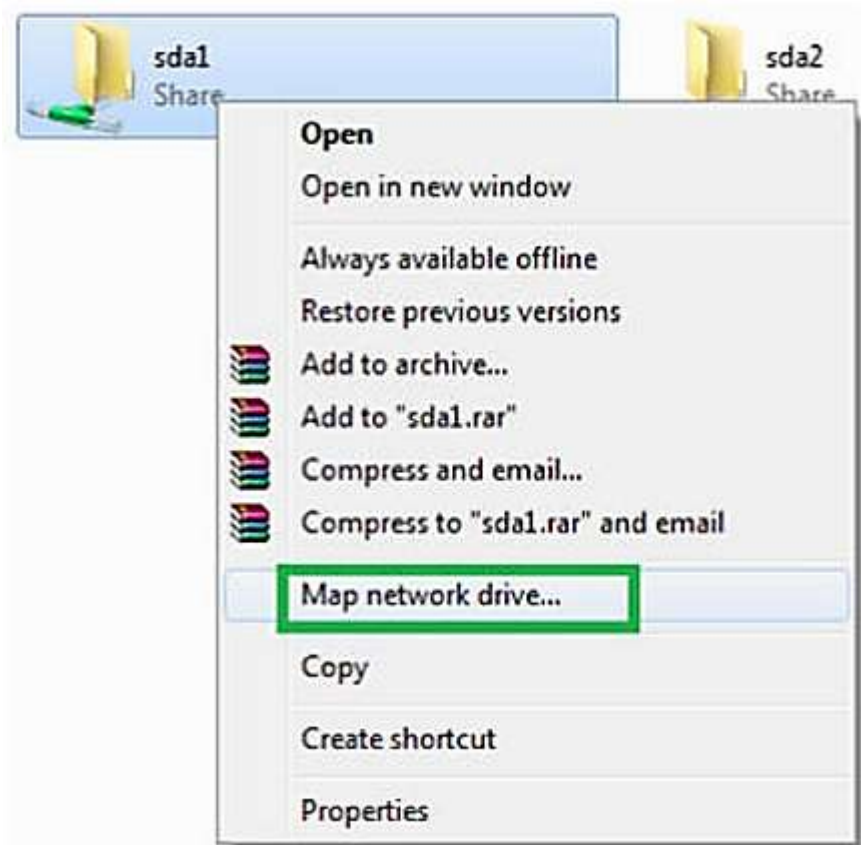 sda1
Share
sda2
Share
Open
Open in new window
Always available offline
Restore previous versions
Add to archive...
Add to "sda1.rar"
Compress and email...
Compress to "sda1.rar" and email
Map network drive...
Copy
Create shortcut
Properties